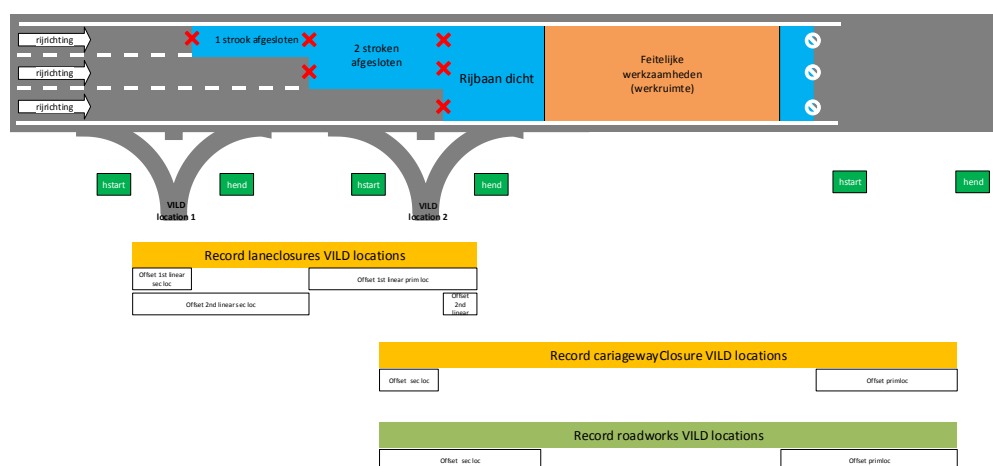 rijrichting
1 strook afgesloten
2 stroken
afgesloten
rijrichting
Rijbaan dicht
Feitelijke
werkzaamheden
(werkruimte)
rijrichting
hstart
hend
hstart
hend
hstart
hend
VILD
location 1
VILD
location 2
Record laneclosures VILD locations
Offset 1st linear
sec loc
Offset 1st linear prim loc
Offset 2nd linear sec loc
Offset
2nd
linear
Record cariagewayClosure VILD locations
Offset sec loc
Offset primloc
Record roadworks VILD locations
Offset sec loc
Offset primloc